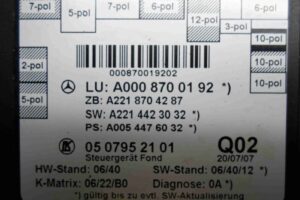 7-pol
5-pol
6-pol
5-pol
12-pol
7-pol
6-pol
2-pol
10-pol
10-pol
5-pol
10-pol
000870019202
LU: A000 870 01 92 *)
ZB: A221 870 42 87
SW: A221 442 30 32 *)
PS: A005 447 60 32 *)
05 0795 21 01
Q02
Steuergerät Fond
20/07/07
HW-Stand: 06/40
SW-Stand: 06/40/12 *)
K-Matrix: 06/22/B0
Diagnose: 0A *)
*) gültig bis zu evtl. SW-Aktualisierung